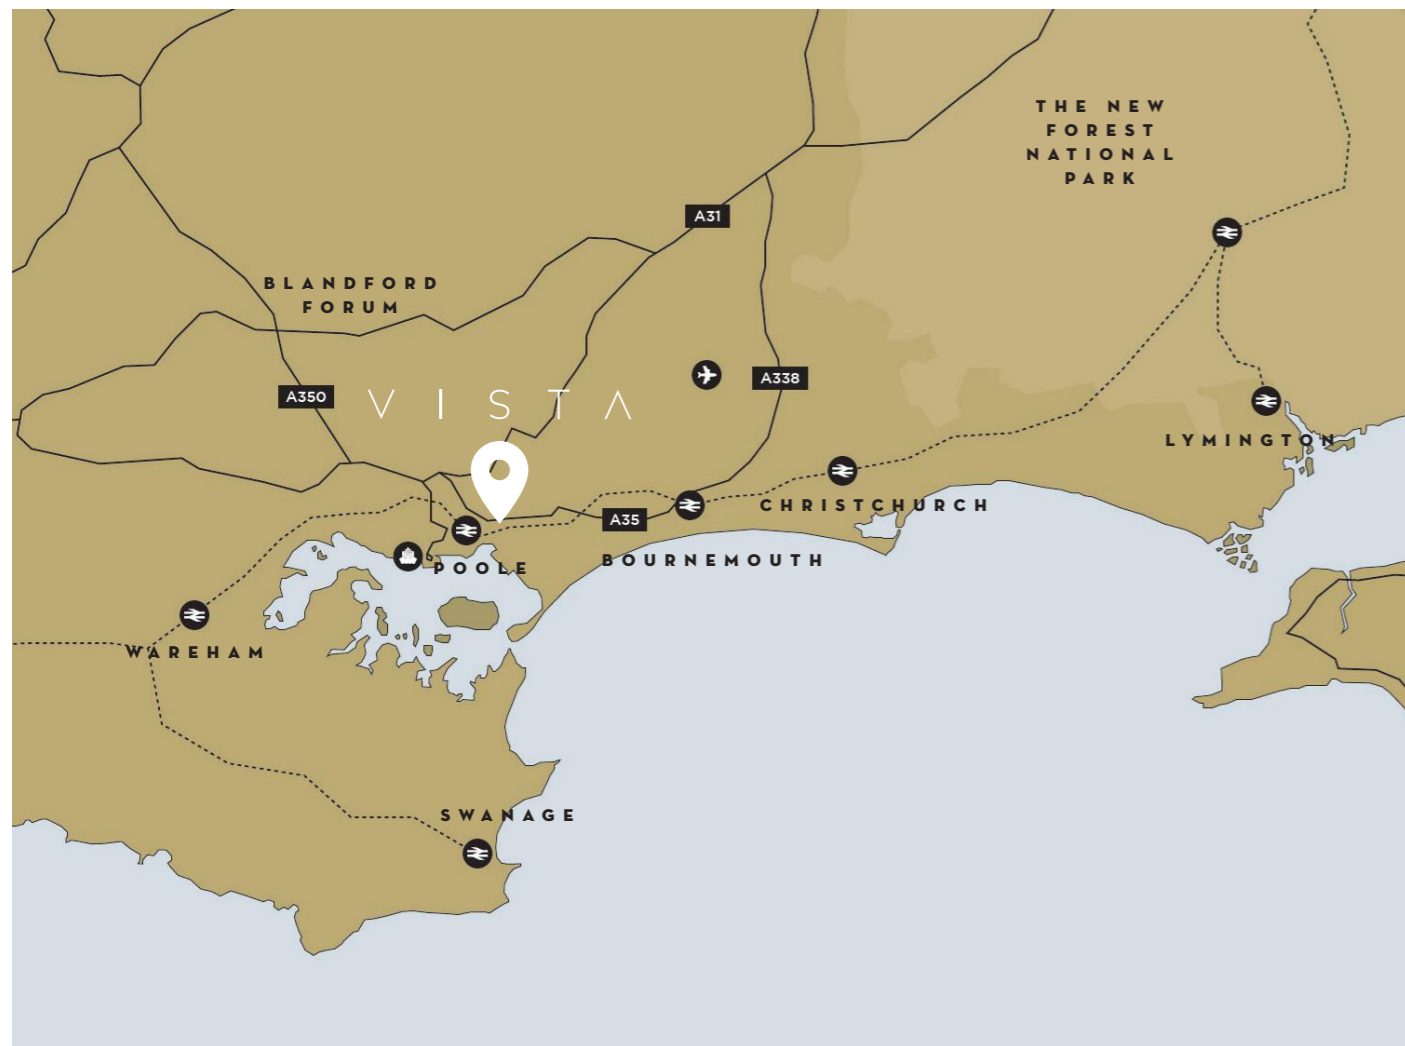 THE NEW
FOREST
NATIONAL
PARK
A31
BLANDFORD
FORUM
A338
A350
VISTA
LYMINGTON
CHRISTCHURCH
A35
BOURNEMOUTH
POOLE
WAREHAM
SWANAGE